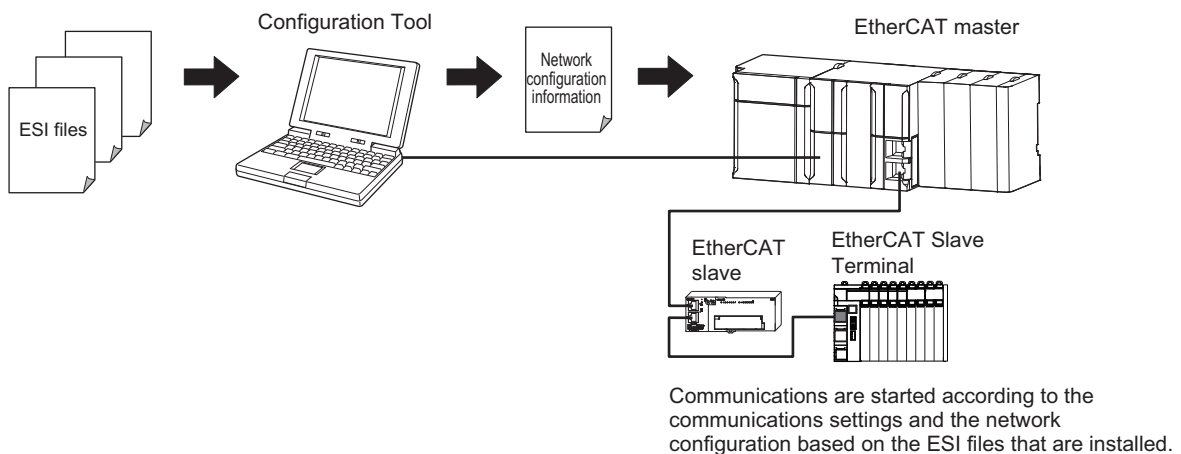 Configuration Tool
EtherCAT master
ESI files
Network
configuration
information
EtherCAT
slave
EtherCAT Slave
Terminal
Communications are started according to the
communications settings and the network
configuration based on the ESI files that are installed.